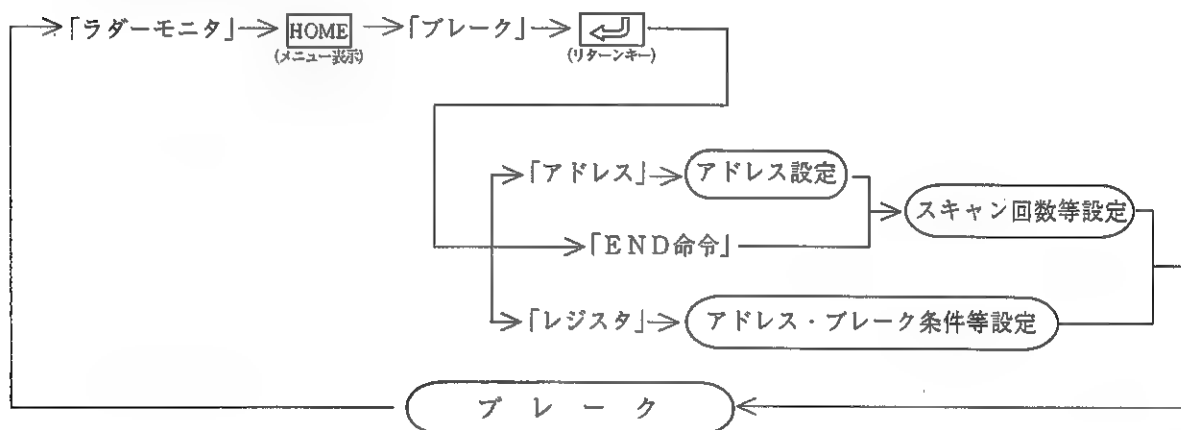 「ラダーモニタ」 HOME 「ブレーク」
(メニュー表示) (リターンキー)
「アドレス」 アドレス設定
スキャン回数等設定
「END命令」
「レジスタ」 アドレス・ブレーク条件等設定
ブレーク